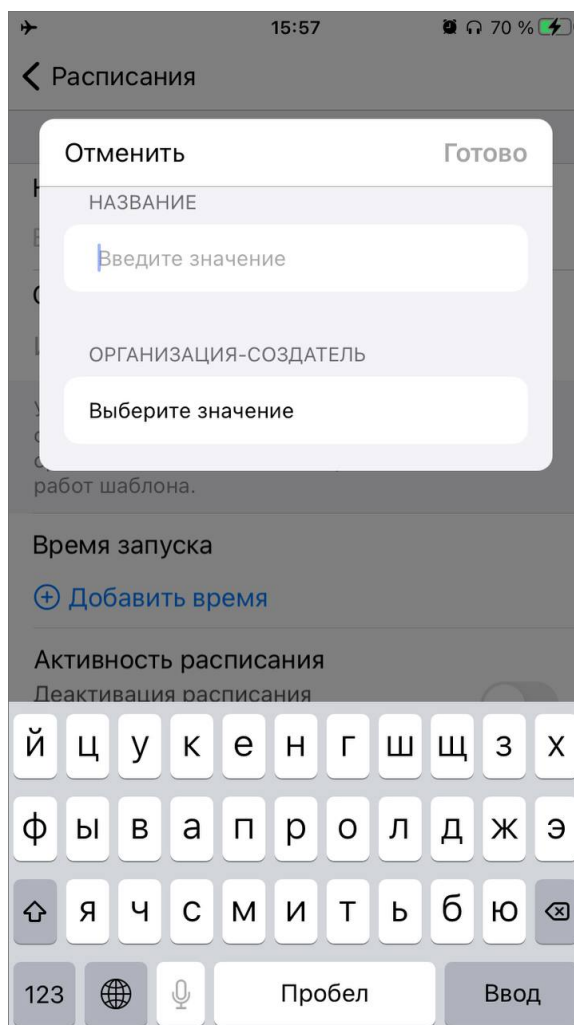 15:57
70 %
Расписания
Отменить
Готово
НАЗВАНИЕ
Введите значение
ОРГАНИЗАЦИЯ-СОЗДАТЕЛЬ
Выберите значение
работ шаблона.
Время запуска
Добавить время
Активность расписания
Деактивация расписания
й ц у к е н г ш щ з х
ф ы в а п р о л д ж э
я ч с м и т ь б ю
123 Пробел Ввод